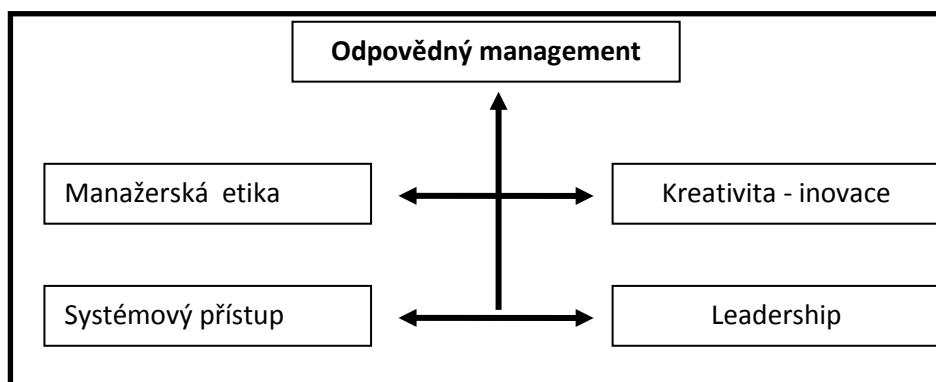 Odpovědný management
Manažerská etika
Kreativita - inovace
Systémový přístup
Leadership